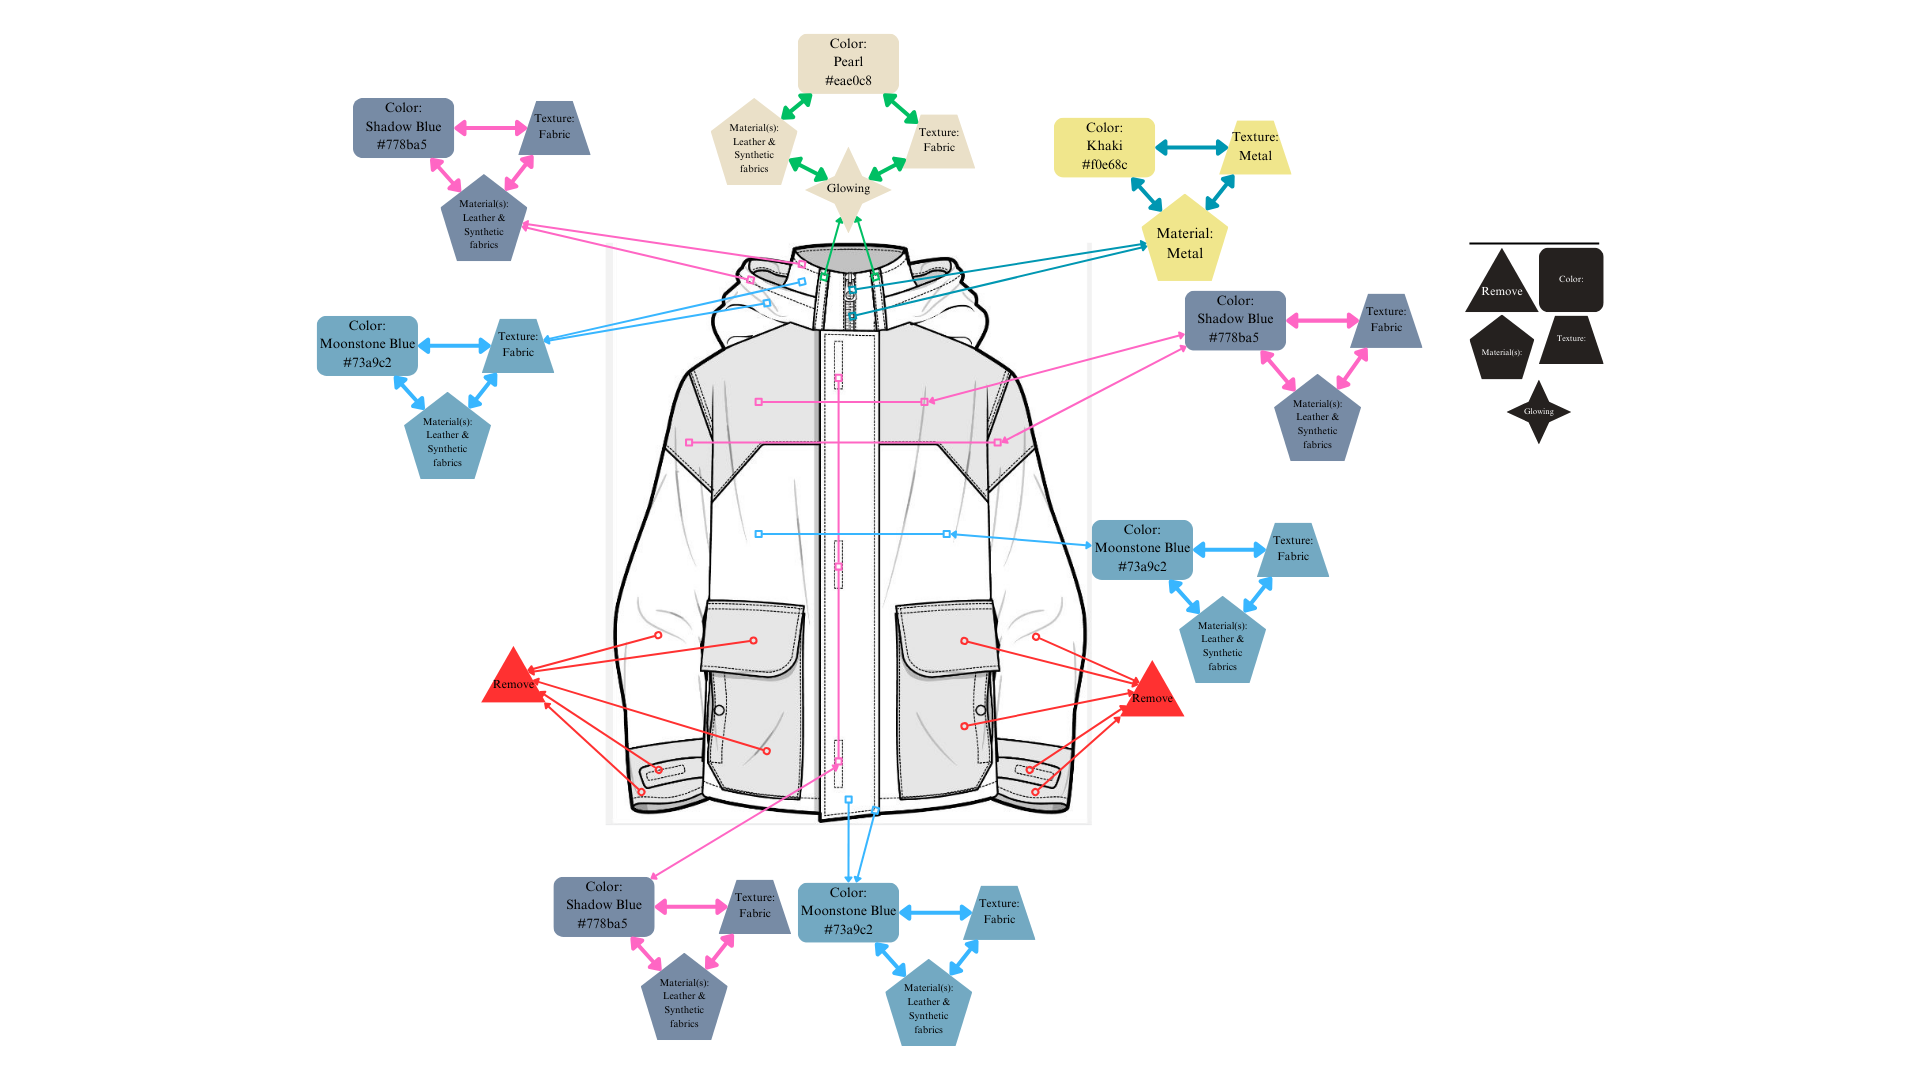 Color:
Pearl
#eae0c8
Material(s):
Leather &
Synthetic
fabrics
Texture:
Fabric
Glowing
Color:
Shadow Blue
#778ba5
Texture:
Fabric
Material(s):
Leather &
Synthetic
fabrics
Color:
Khaki
#f0e68c
Texture:
Metal
Material:
Metal
Color:
Moonstone Blue
#73a9c2
Texture:
Fabric
Material(s):
Leather &
Synthetic
fabrics
Color:
Shadow Blue
#778ba5
Texture:
Fabric
Material(s):
Leather &
Synthetic
fabrics
Remove
Color:
Material(s):
Texture:
Glowing
Color:
Moonstone Blue
#73a9c2
Texture:
Fabric
Material(s):
Leather &
Synthetic
fabrics
Remove
Remove
Color:
Shadow Blue
#778ba5
Texture:
Fabric
Material(s):
Leather &
Synthetic
fabrics
Color:
Moonstone Blue
#73a9c2
Texture:
Fabric
Material(s):
Leather &
Synthetic
fabrics